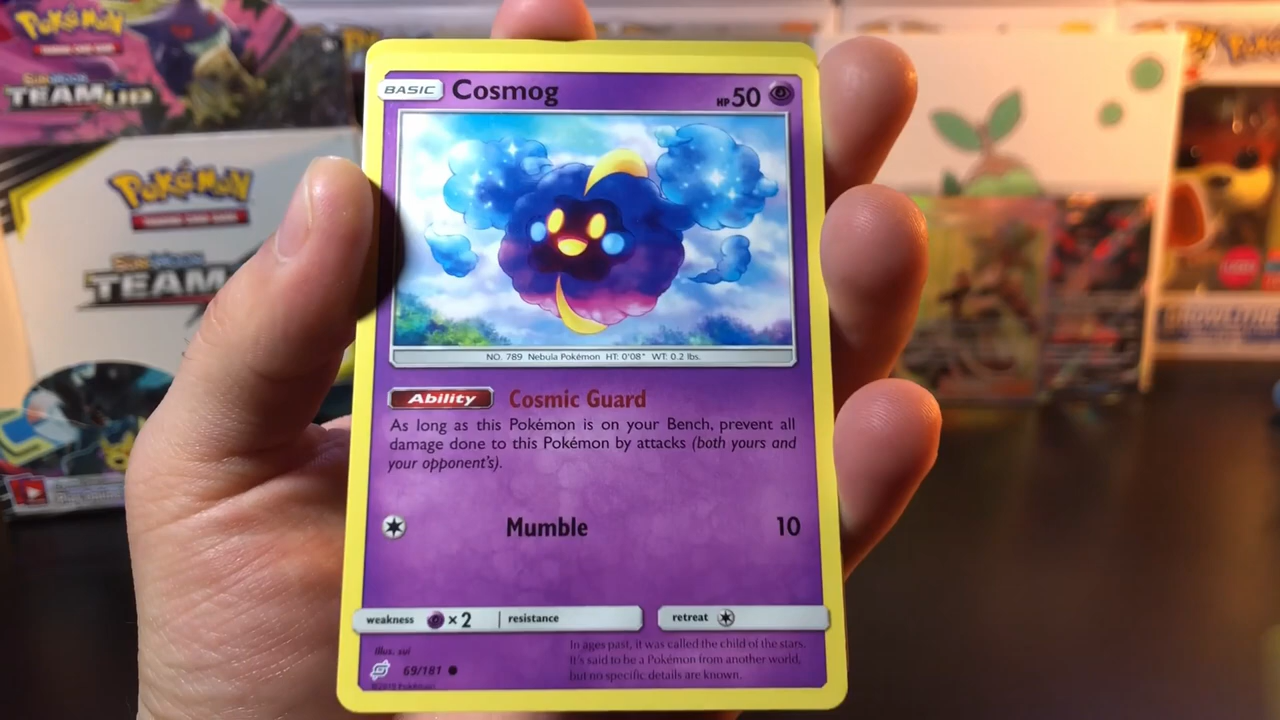 Pokémon
TEAM UP
Pokémon
TEAM
BASIC Cosmog HP 50
NO. 789 Nebula Pokémon HT: 0'08" WT: 0.2 lbs.
Ability Cosmic Guard
As long as this Pokémon is on your Bench, prevent all
damage done to this Pokémon by attacks (both yours and
your opponent's).
Mumble 10
weakness ×2 resistance retreat
In ages past, it was called the child of the stars.
It's said to be a Pokémon from another world,
but no specific details are known.
Illus. sui
69/181